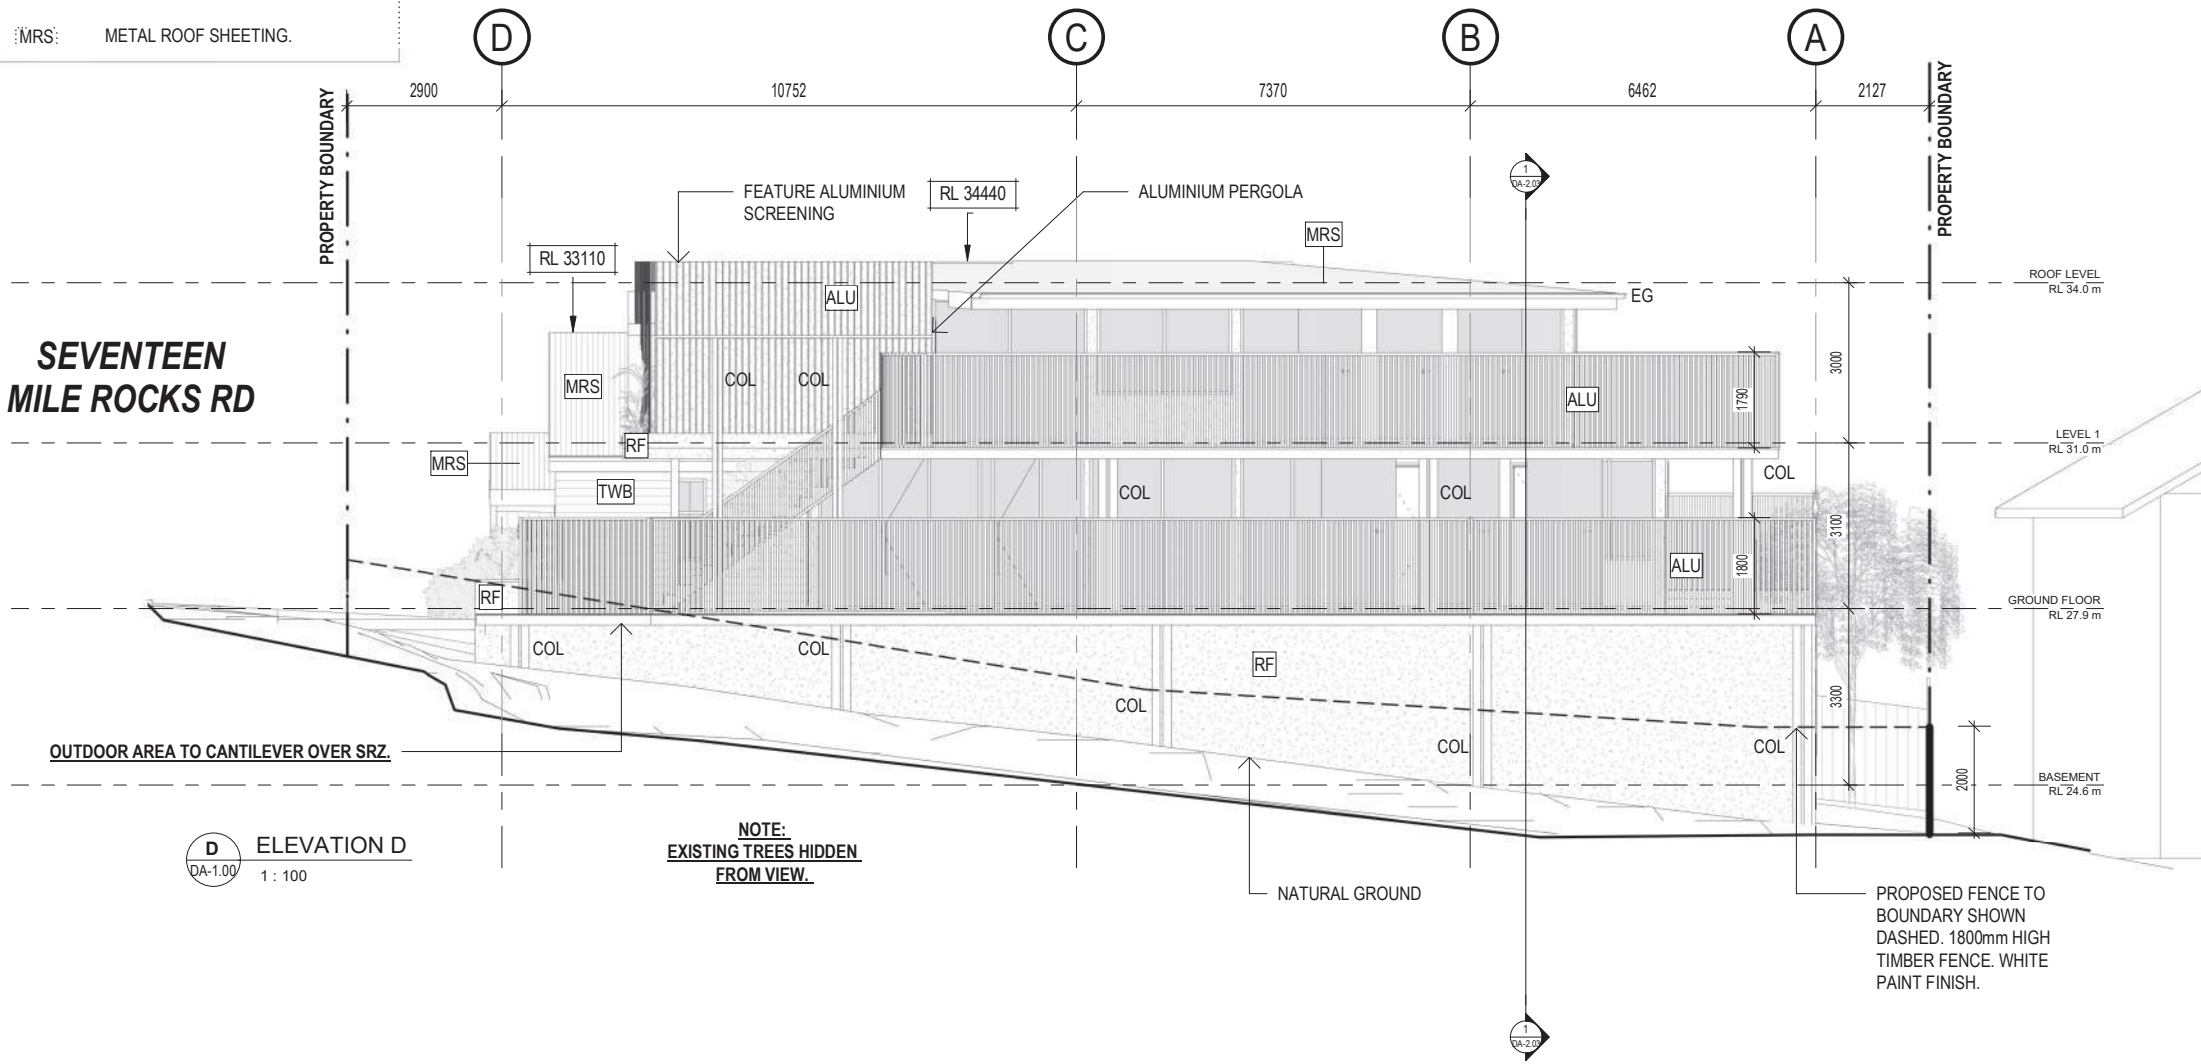 MRS METAL ROOF SHEETING.
D C B A
2900 10752 7370 6462 2127
PROPERTY BOUNDARY
PROPERTY BOUNDARY
1
DA-2.03
FEATURE ALUMINIUM
SCREENING
RL 34440
ALUMINIUM PERGOLA
MRS
RL 33110
ROOF LEVEL
RL 34.0 m
ALU
EG
SEVENTEEN
MILE ROCKS RD
MRS
COL
COL
ALU
1790
3000
RF
LEVEL 1
RL 31.0 m
MRS
TWB
COL
COL
COL
3100
ALU
1800
RF
GROUND FLOOR
RL 27.9 m
COL
COL
RF
COL
3300
OUTDOOR AREA TO CANTILEVER OVER SRZ.
COL
COL
2000
BASEMENT
RL 24.6 m
D
DA-1.00
ELEVATION D
1 : 100
NOTE:
EXISTING TREES HIDDEN
FROM VIEW.
NATURAL GROUND
PROPOSED FENCE TO
BOUNDARY SHOWN
DASHED. 1800mm HIGH
TIMBER FENCE. WHITE
PAINT FINISH.
1
DA-2.03